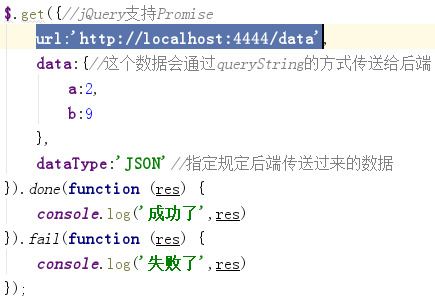 $.get({//jQuery支持Promise
url:'http://localhost:4444/data',
data:{//这个数据会通过queryString的方式传送给后端
a:2,
b:9
},
dataType:'JSON'//指定规定后端传送过来的数据
}).done(function (res) {
console.log('成功了',res)
}).fail(function (res) {
console.log('失败了',res)
});